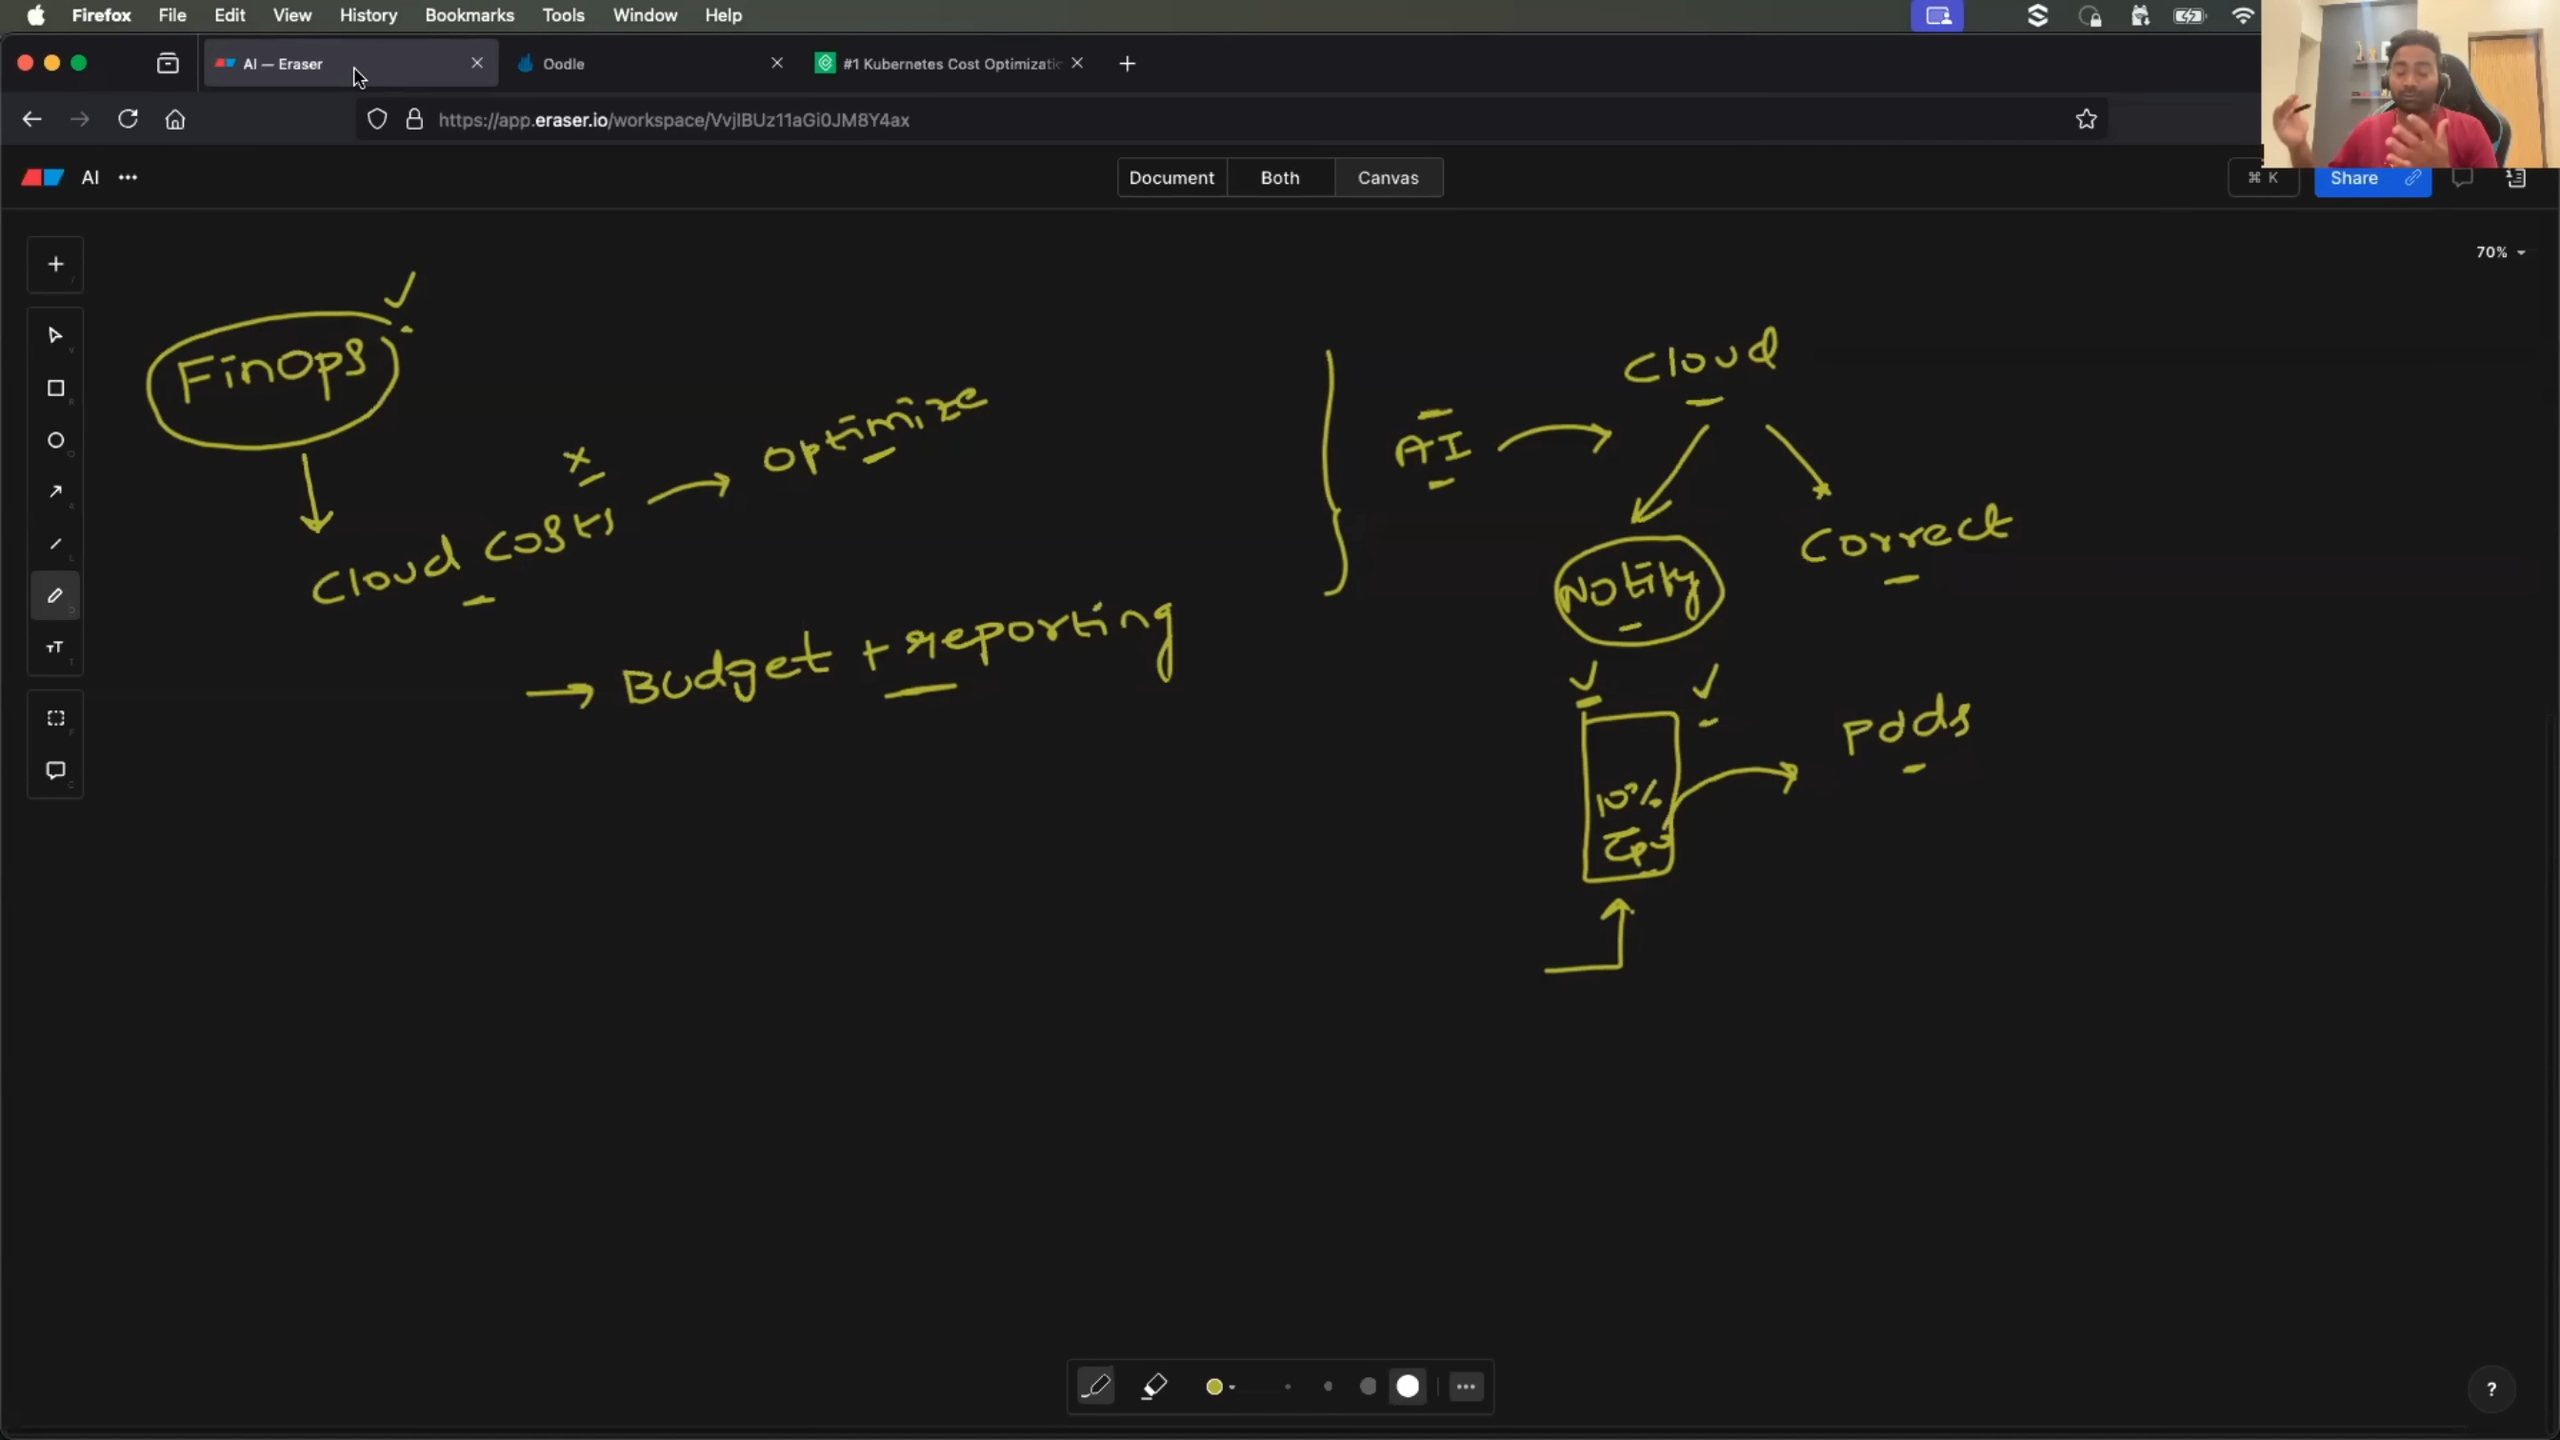 Firefox File Edit View History Bookmarks Tools Window Help
AI — Eraser
Oodle
#1 Kubernetes Cost Optimizatio
https://app.eraser.io/workspace/VvjIBUz11aGi0JM8Y4ax
AI
Document Both Canvas
⌘ K
Share
70%
FinOps
Cloud costs
Optimize
Budget + reporting
AI
Cloud
Notify
Correct
10%
CPU
Pods
?